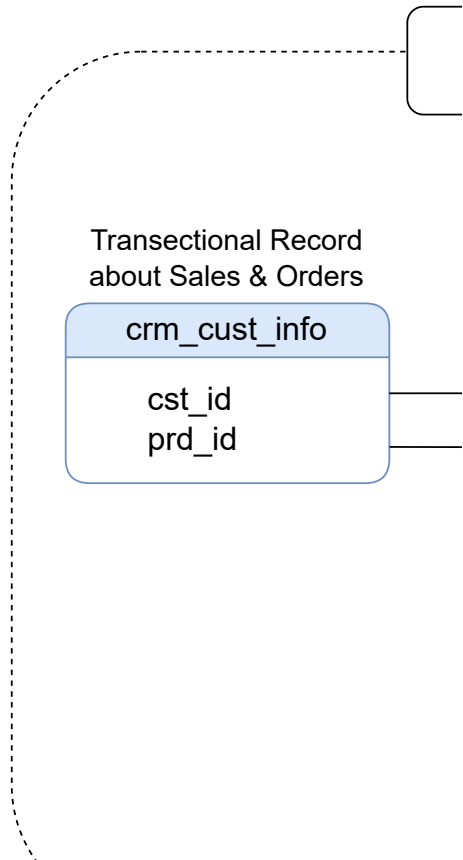 Transectional Record
about Sales & Orders
crm_cust_info
cst_id
prd_id